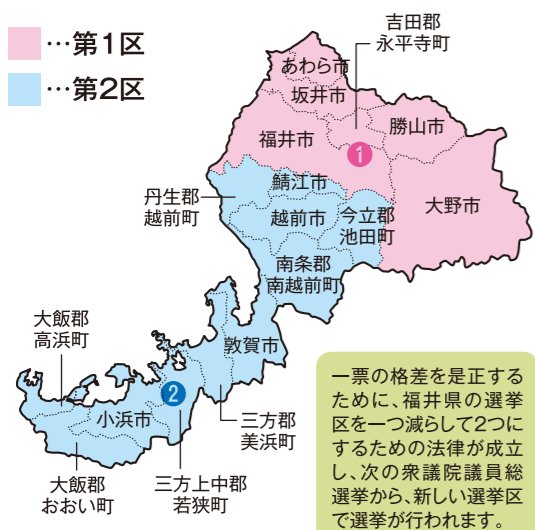 …第1区
…第2区
吉田郡
永平寺町
あわら市
坂井市
勝山市
福井市
1
大野市
鯖江市
丹生郡
越前町
越前市
今立郡
池田町
南条郡
南越前町
大飯郡
高浜町
敦賀市
2
小浜市
三方郡
美浜町
大飯郡
おおい町
三方上中郡
若狭町
一票の格差を是正する
ために、福井県の選挙
区を一つ減らして2つに
するための法律が成立
し、次の衆議院議員総
選挙から、新しい選挙区
で選挙が行われます。